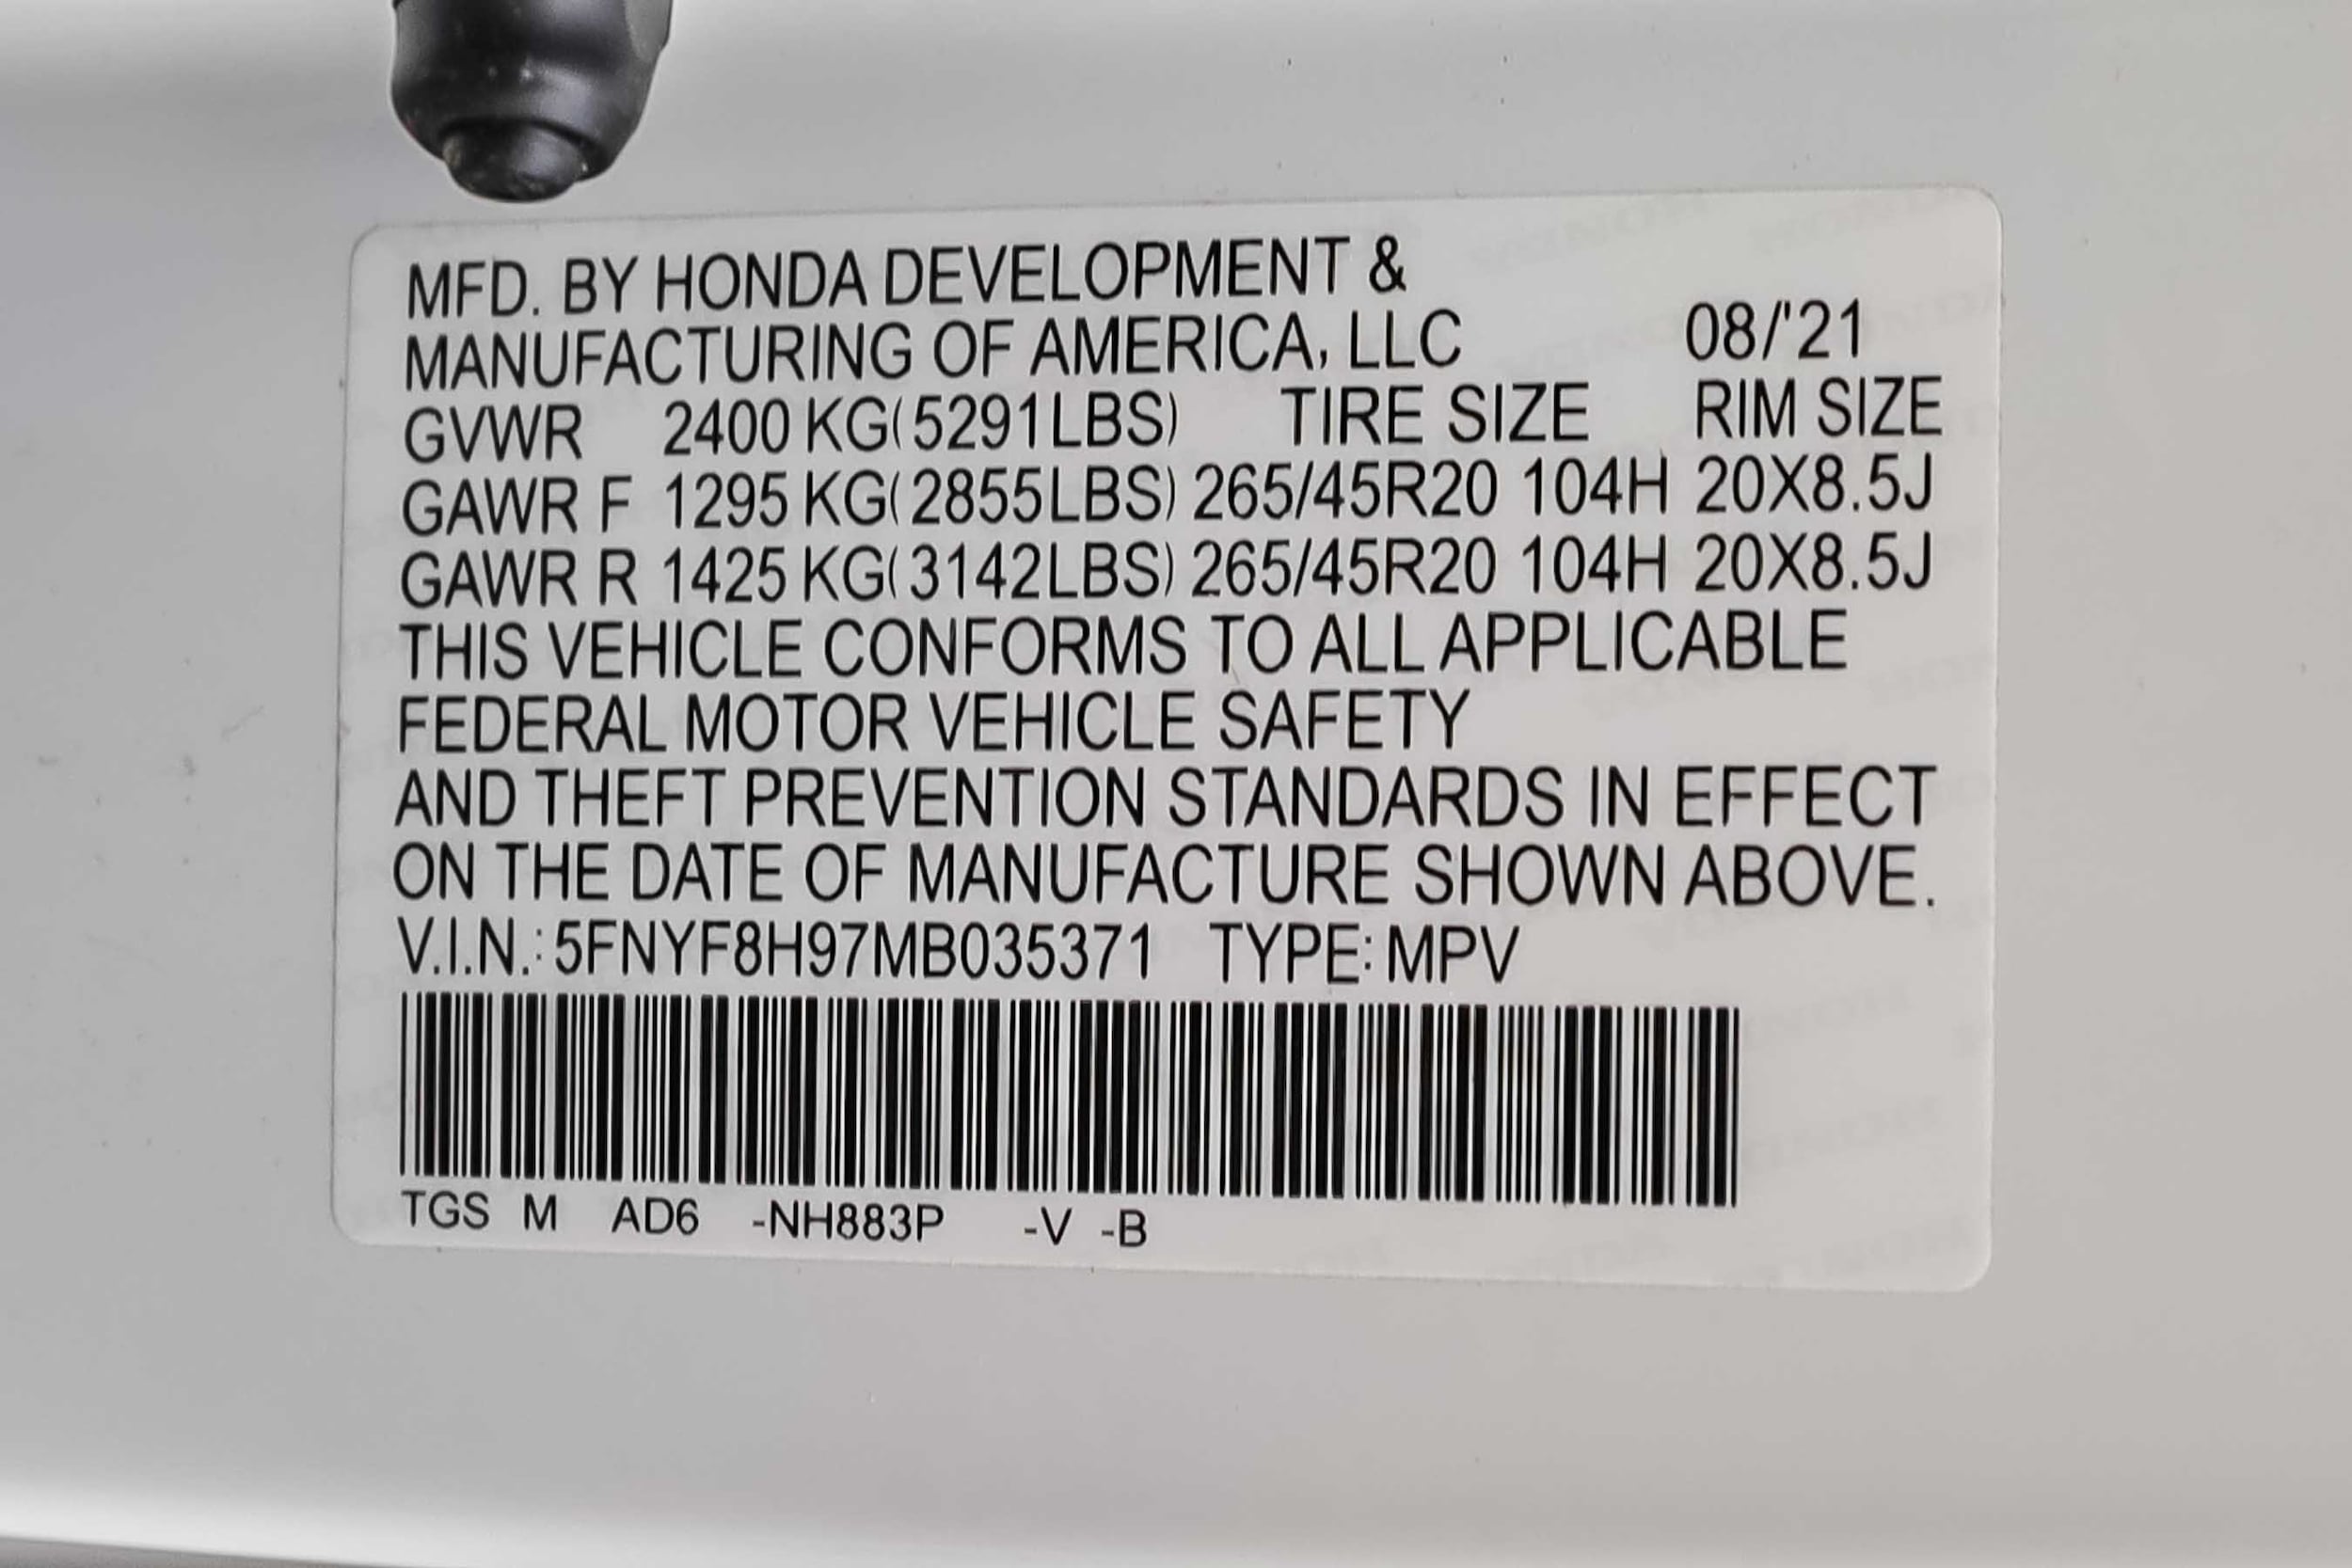 MFD. BY HONDA DEVELOPMENT &
MANUFACTURING OF AMERICA, LLC 08/'21
GVWR 2400 KG(5291LBS) TIRE SIZE RIM SIZE
GAWR F 1295 KG(2855LBS) 265/45R20 104H 20X8.5J
GAWR R 1425 KG(3142LBS) 265/45R20 104H 20X8.5J
THIS VEHICLE CONFORMS TO ALL APPLICABLE
FEDERAL MOTOR VEHICLE SAFETY
AND THEFT PREVENTION STANDARDS IN EFFECT
ON THE DATE OF MANUFACTURE SHOWN ABOVE.
V.I.N.: 5FNYF8H97MB035371 TYPE: MPV
TGS M AD6 -NH883P -V -B